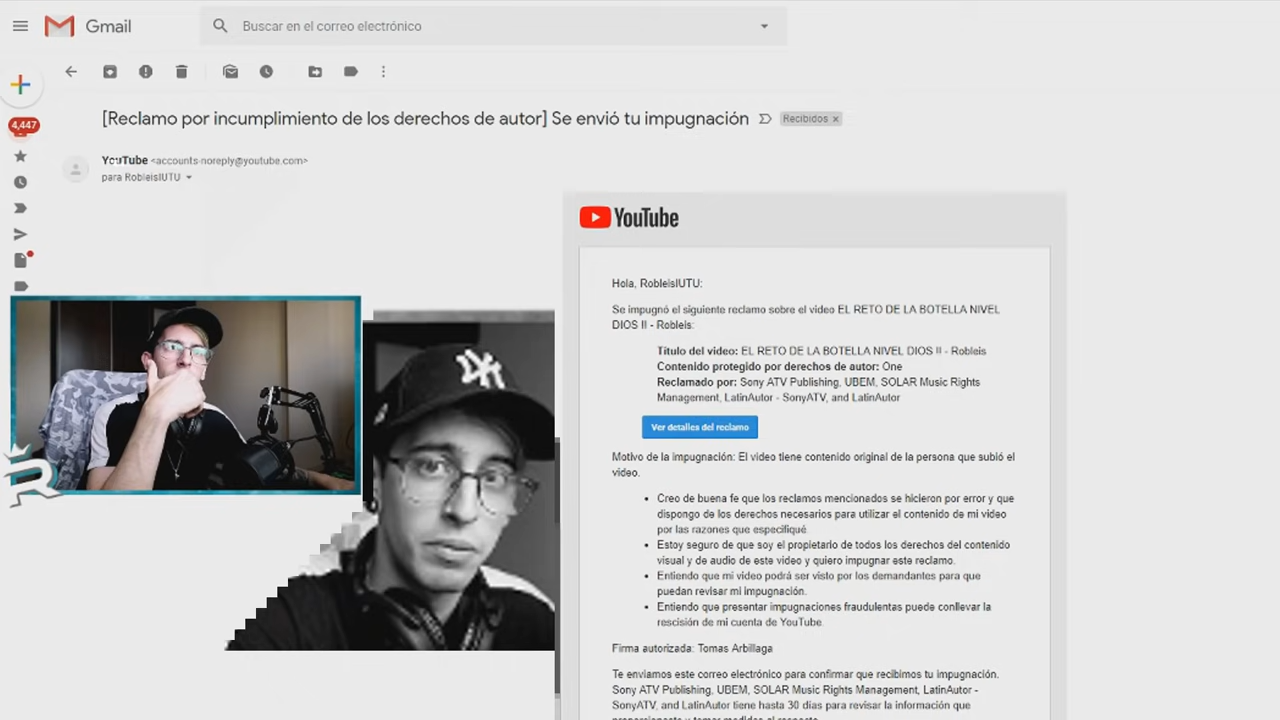 Gmail
Buscar en el correo electrónico
4,447
[Reclamo por incumplimiento de los derechos de autor] Se envió tu impugnación
Recibidos x
YouTube <accounts-noreply@youtube.com>
para RobleisIUTU
YouTube
Hola, RobleisIUTU:
Se impugnó el siguiente reclamo sobre el video EL RETO DE LA BOTELLA NIVEL
DIOS II - Robleis:
Título del video: EL RETO DE LA BOTELLA NIVEL DIOS II - Robleis
Contenido protegido por derechos de autor: One
Reclamado por: Sony ATV Publishing, UBEM, SOLAR Music Rights
Management, LatinAutor - SonyATV, and LatinAutor
Ver detalles del reclamo
Motivo de la impugnación: El video tiene contenido original de la persona que subió el
video.
• Creo de buena fe que los reclamos mencionados se hicieron por error y que
dispongo de los derechos necesarios para utilizar el contenido de mi video
por las razones que especifiqué.
• Estoy seguro de que soy el propietario de todos los derechos del contenido
visual y de audio de este video y quiero impugnar este reclamo.
• Entiendo que mi video podrá ser visto por los demandantes para que
puedan revisar mi impugnación.
• Entiendo que presentar impugnaciones fraudulentas puede conllevar la
rescisión de mi cuenta de YouTube.
Firma autorizada: Tomas Arbillaga
Te enviamos este correo electrónico para confirmar que recibimos tu impugnación.
Sony ATV Publishing, UBEM, SOLAR Music Rights Management, LatinAutor -
SonyATV, and LatinAutor tiene hasta 30 días para revisar la información que
R
NY